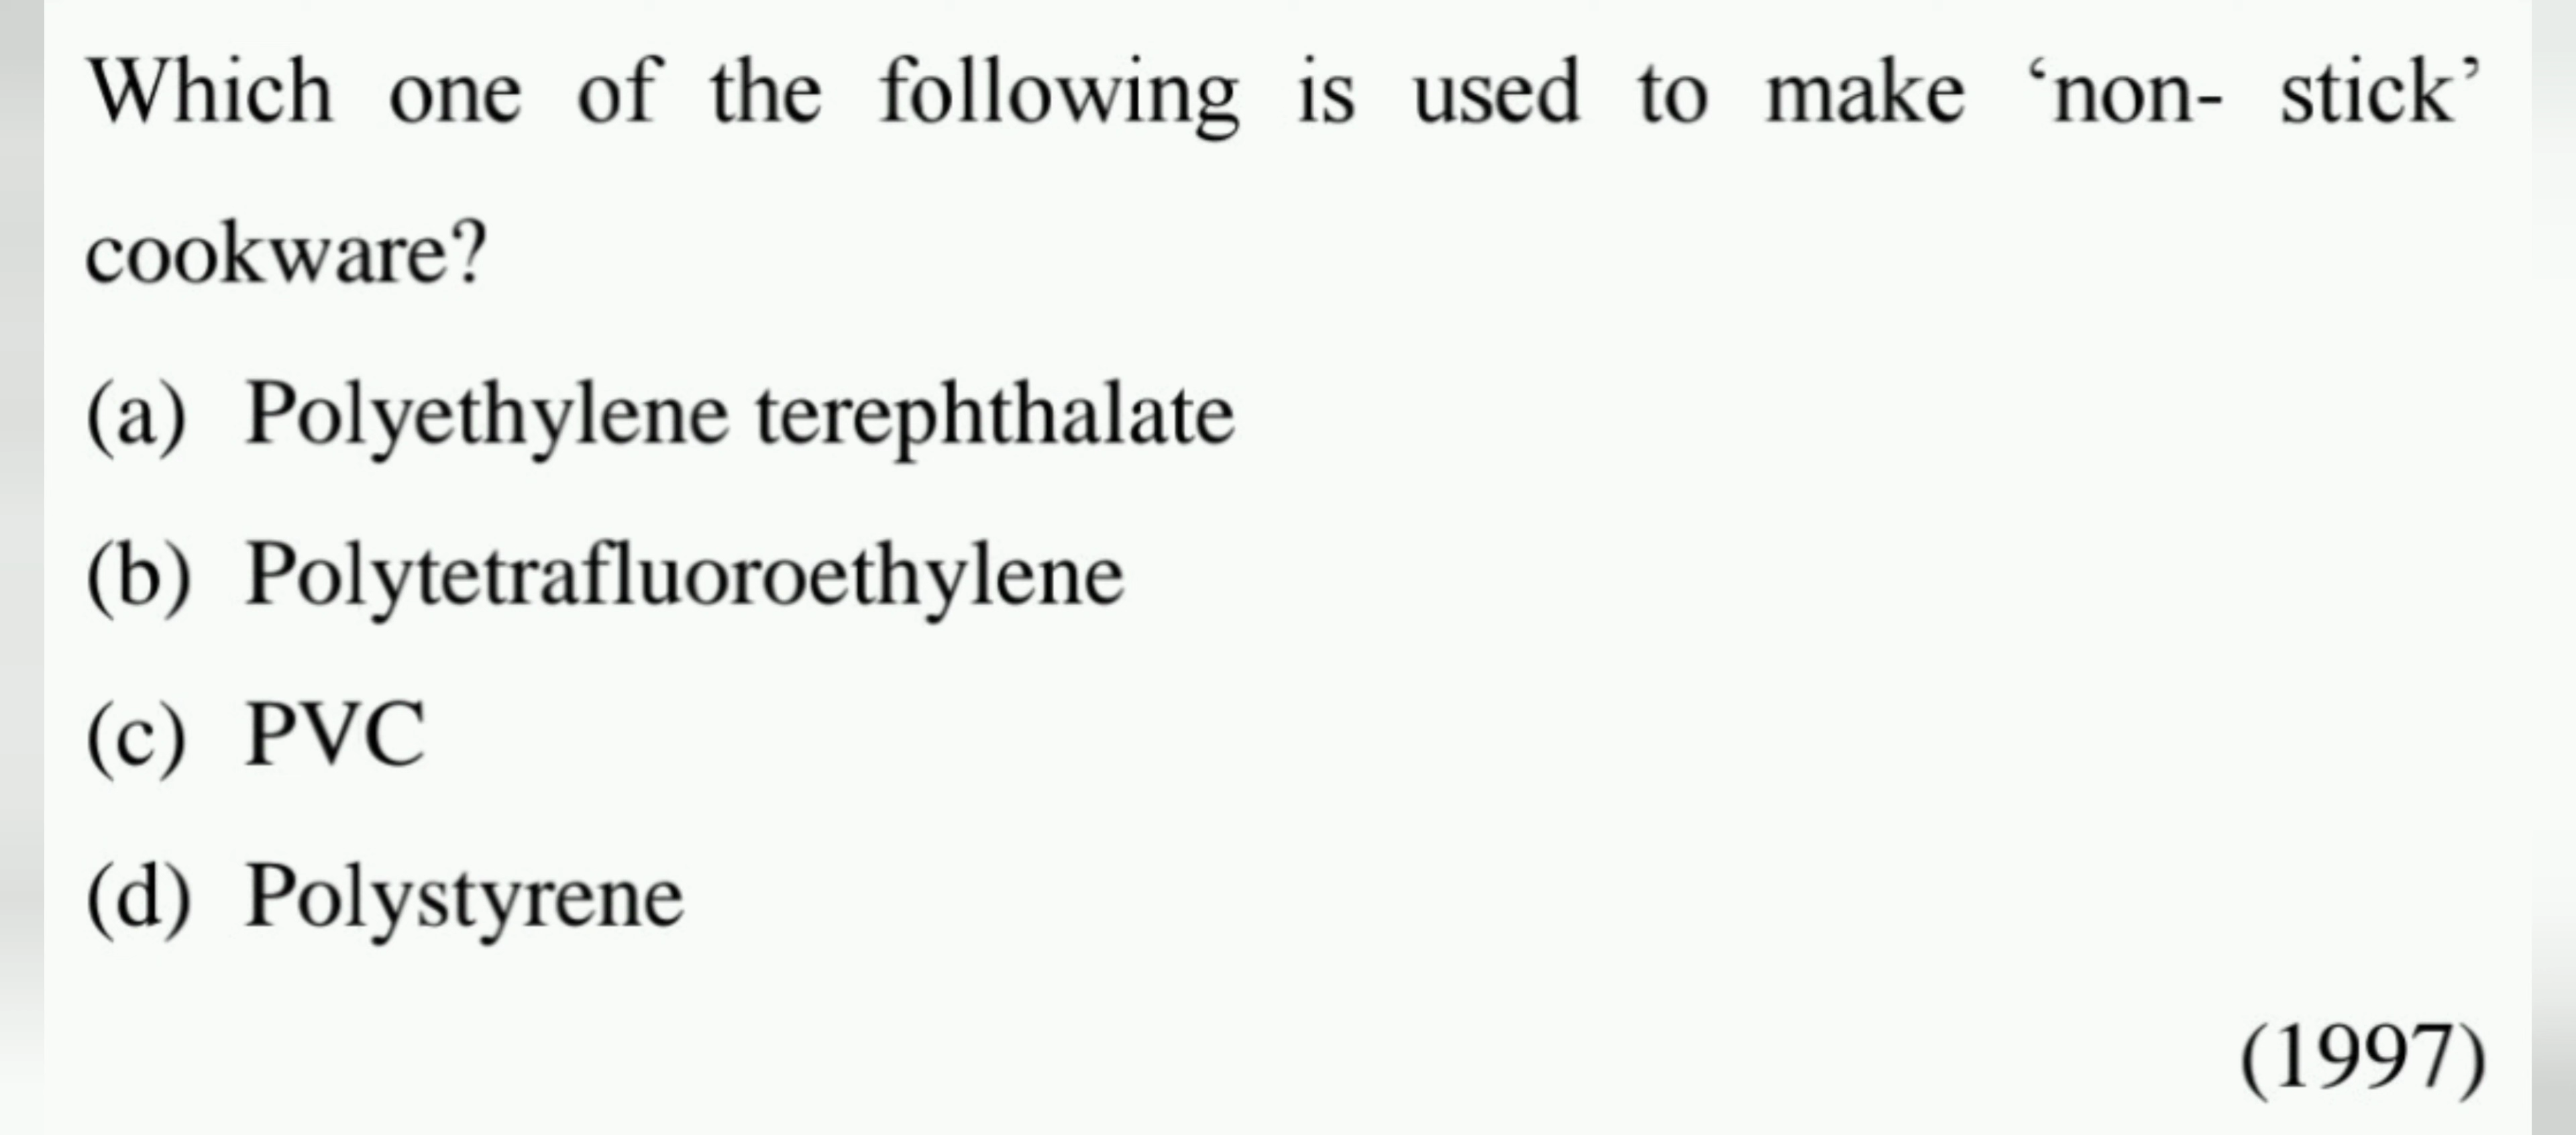 Which one of the following is used to make ‘non- stick’
cookware?
(a) Polyethylene terephthalate
(b) Polytetrafluoroethylene
(c) PVC
(d) Polystyrene
(1997)